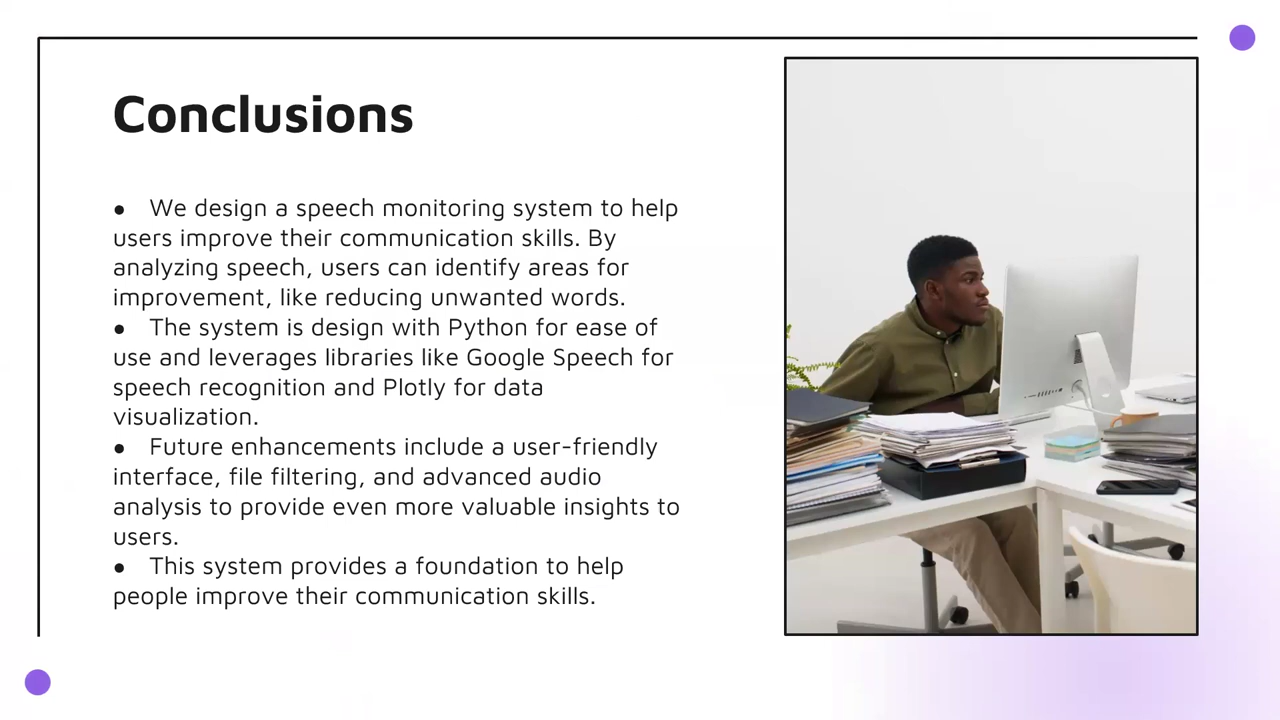 Conclusions
● We design a speech monitoring system to help
users improve their communication skills. By
analyzing speech, users can identify areas for
improvement, like reducing unwanted words.
● The system is design with Python for ease of
use and leverages libraries like Google Speech for
speech recognition and Plotly for data
visualization.
● Future enhancements include a user-friendly
interface, file filtering, and advanced audio
analysis to provide even more valuable insights to
users.
● This system provides a foundation to help
people improve their communication skills.